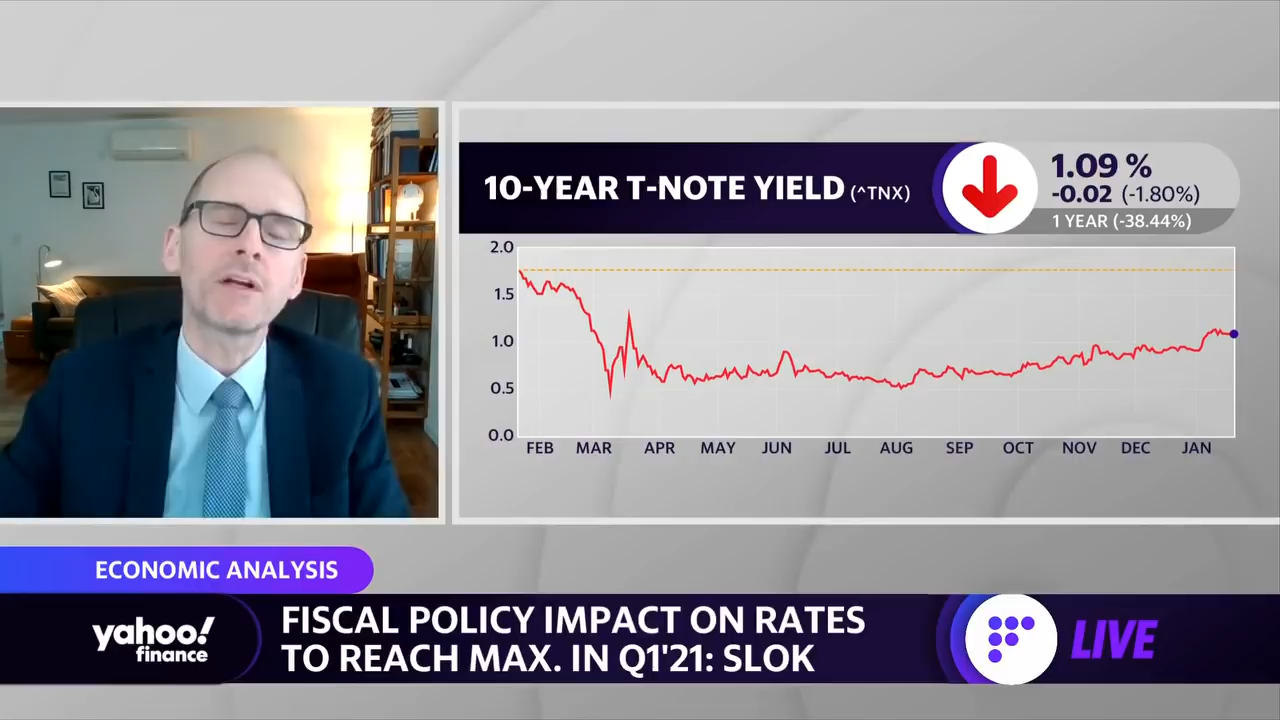 10-YEAR T-NOTE YIELD (^TNX)
1.09 %
-0.02 (-1.80%)
1 YEAR (-38.44%)
2.0
1.5
1.0
0.5
0.0
FEB MAR APR MAY JUN JUL AUG SEP OCT NOV DEC JAN
ECONOMIC ANALYSIS
yahoo!
finance
FISCAL POLICY IMPACT ON RATES
TO REACH MAX. IN Q1'21: SLOK
LIVE